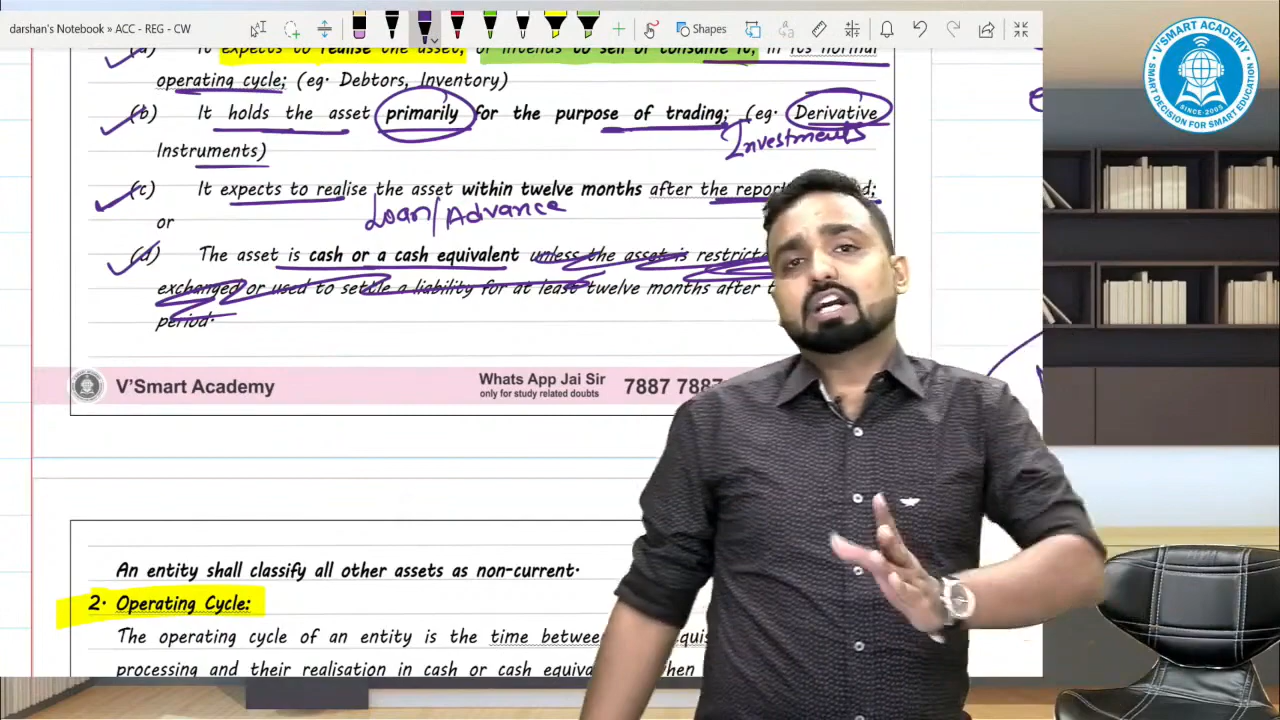 darshan's Notebook » ACC - REG - CW
Shapes
It expects to realise the asset, or intends to sell or consume it, in its normal
operating cycle; (eg. Debtors, Inventory)
(b) It holds the asset primarily for the purpose of trading; (eg. Derivative
Investments
Instruments)
(c) It expects to realise the asset within twelve months after the
or
Loan/Advance
(d) The asset is cash or a cash equivalent unless the asset is
exchanged or used to settle a liability for at least twelve months after
period.
V'Smart Academy
Whats App Jai Sir
only for study related doubts
7887 7887
An entity shall classify all other assets as non-current.
2. Operating Cycle:
The operating cycle of an entity is the time
processing and their realisation in cash or cash
V'SMART ACADEMY
SMART DECISION FOR SMART EDUCATION
SINCE-2005